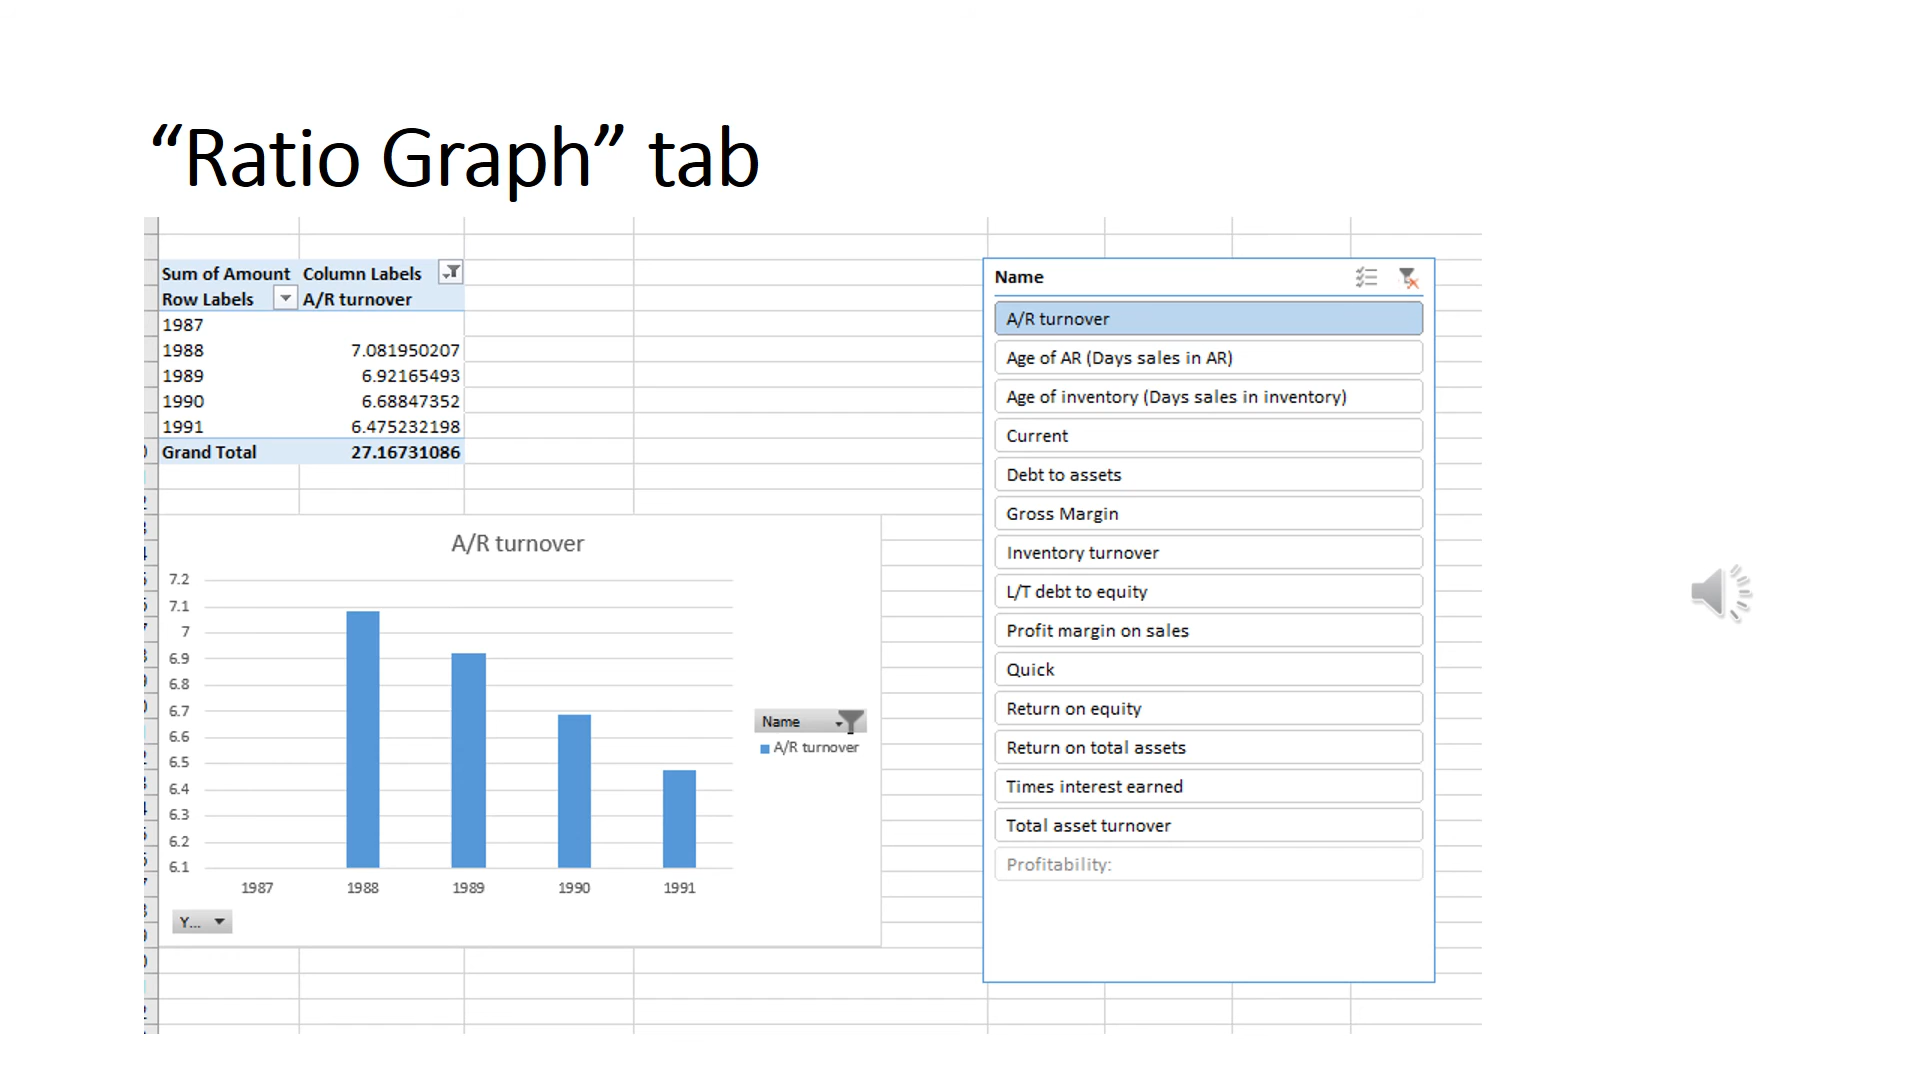 “Ratio Graph” tab
Sum of Amount Column Labels
Row Labels A/R turnover
1987
1988 7.081950207
1989 6.92165493
1990 6.68847352
1991 6.475232198
Grand Total 27.16731086
A/R turnover
7.2
7.1
7
6.9
6.8
6.7
6.6
6.5
6.4
6.3
6.2
6.1
1987 1988 1989 1990 1991
Name
A/R turnover
Y...
Name
A/R turnover
Age of AR (Days sales in AR)
Age of inventory (Days sales in inventory)
Current
Debt to assets
Gross Margin
Inventory turnover
L/T debt to equity
Profit margin on sales
Quick
Return on equity
Return on total assets
Times interest earned
Total asset turnover
Profitability: